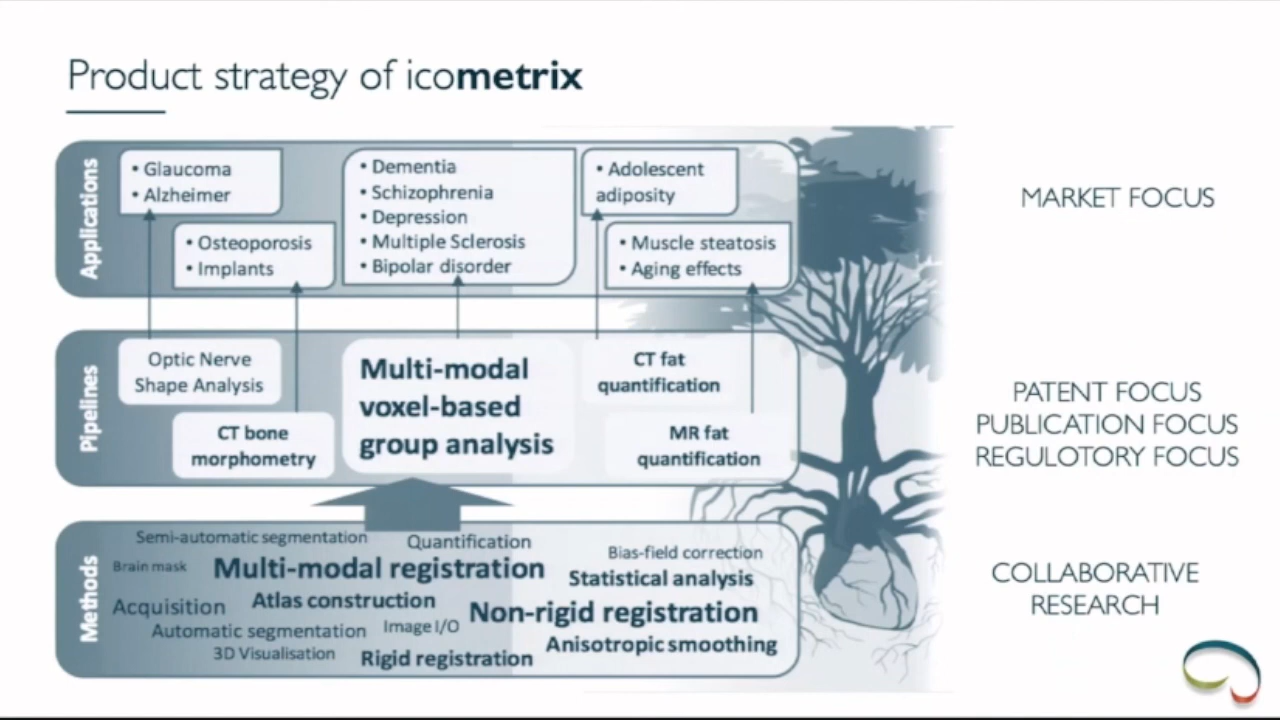 Product strategy of icometrix
Applications
• Glaucoma
• Alzheimer
• Osteoporosis
• Implants
• Dementia
• Schizophrenia
• Depression
• Multiple Sclerosis
• Bipolar disorder
• Adolescent
adiposity
• Muscle steatosis
• Aging effects
MARKET FOCUS
Pipelines
Optic Nerve
Shape Analysis
CT bone
morphometry
Multi-modal
voxel-based
group analysis
CT fat
quantification
MR fat
quantification
PATENT FOCUS
PUBLICATION FOCUS
REGULOTORY FOCUS
Methods
Semi-automatic segmentation
Quantification
Bias-field correction
Brain mask
Multi-modal registration
Statistical analysis
Acquisition
Atlas construction
Non-rigid registration
Automatic segmentation
Image I/O
Anisotropic smoothing
3D Visualisation
Rigid registration
COLLABORATIVE
RESEARCH